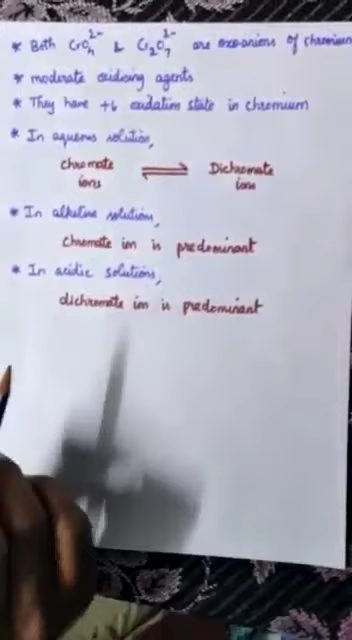 * Both CrO₄²⁻ & Cr₂O₇²⁻ are oxoanions of chromium
* moderate oxidising agents
* They have +6 oxidation state in chromium
* In aqueous solution,
chromate ⇌ Dichromate
ions ions
* In alkaline solutions,
chromate ion is predominant
* In acidic solutions,
dichromate ion is predominant